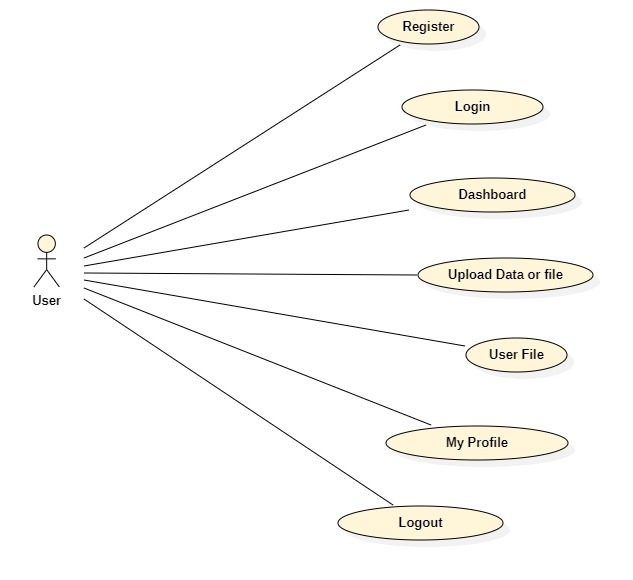 Register
Login
Dashboard
Upload Data or file
User
User File
My Profile
Logout